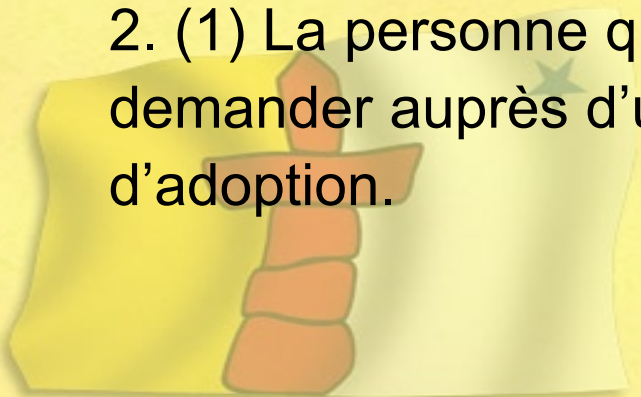 2. (1) La personne q
demander auprès d’u
d’adoption.